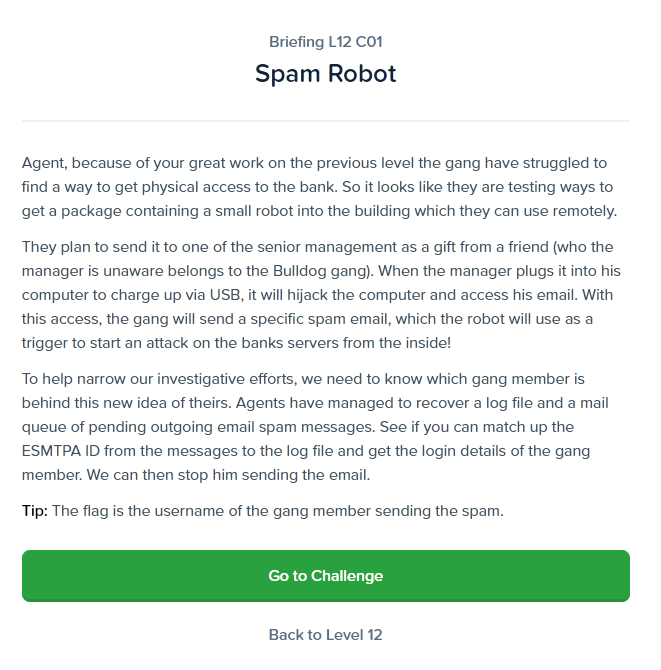 Briefing L12 C01
Spam Robot
Agent, because of your great work on the previous level the gang have struggled to
find a way to get physical access to the bank. So it looks like they are testing ways to
get a package containing a small robot into the building which they can use remotely.
They plan to send it to one of the senior management as a gift from a friend (who the
manager is unaware belongs to the Bulldog gang). When the manager plugs it into his
computer to charge up via USB, it will hijack the computer and access his email. With
this access, the gang will send a specific spam email, which the robot will use as a
trigger to start an attack on the banks servers from the inside!
To help narrow our investigative efforts, we need to know which gang member is
behind this new idea of theirs. Agents have managed to recover a log file and a mail
queue of pending outgoing email spam messages. See if you can match up the
ESMTPA ID from the messages to the log file and get the login details of the gang
member. We can then stop him sending the email.
Tip: The flag is the username of the gang member sending the spam.
Go to Challenge
Back to Level 12